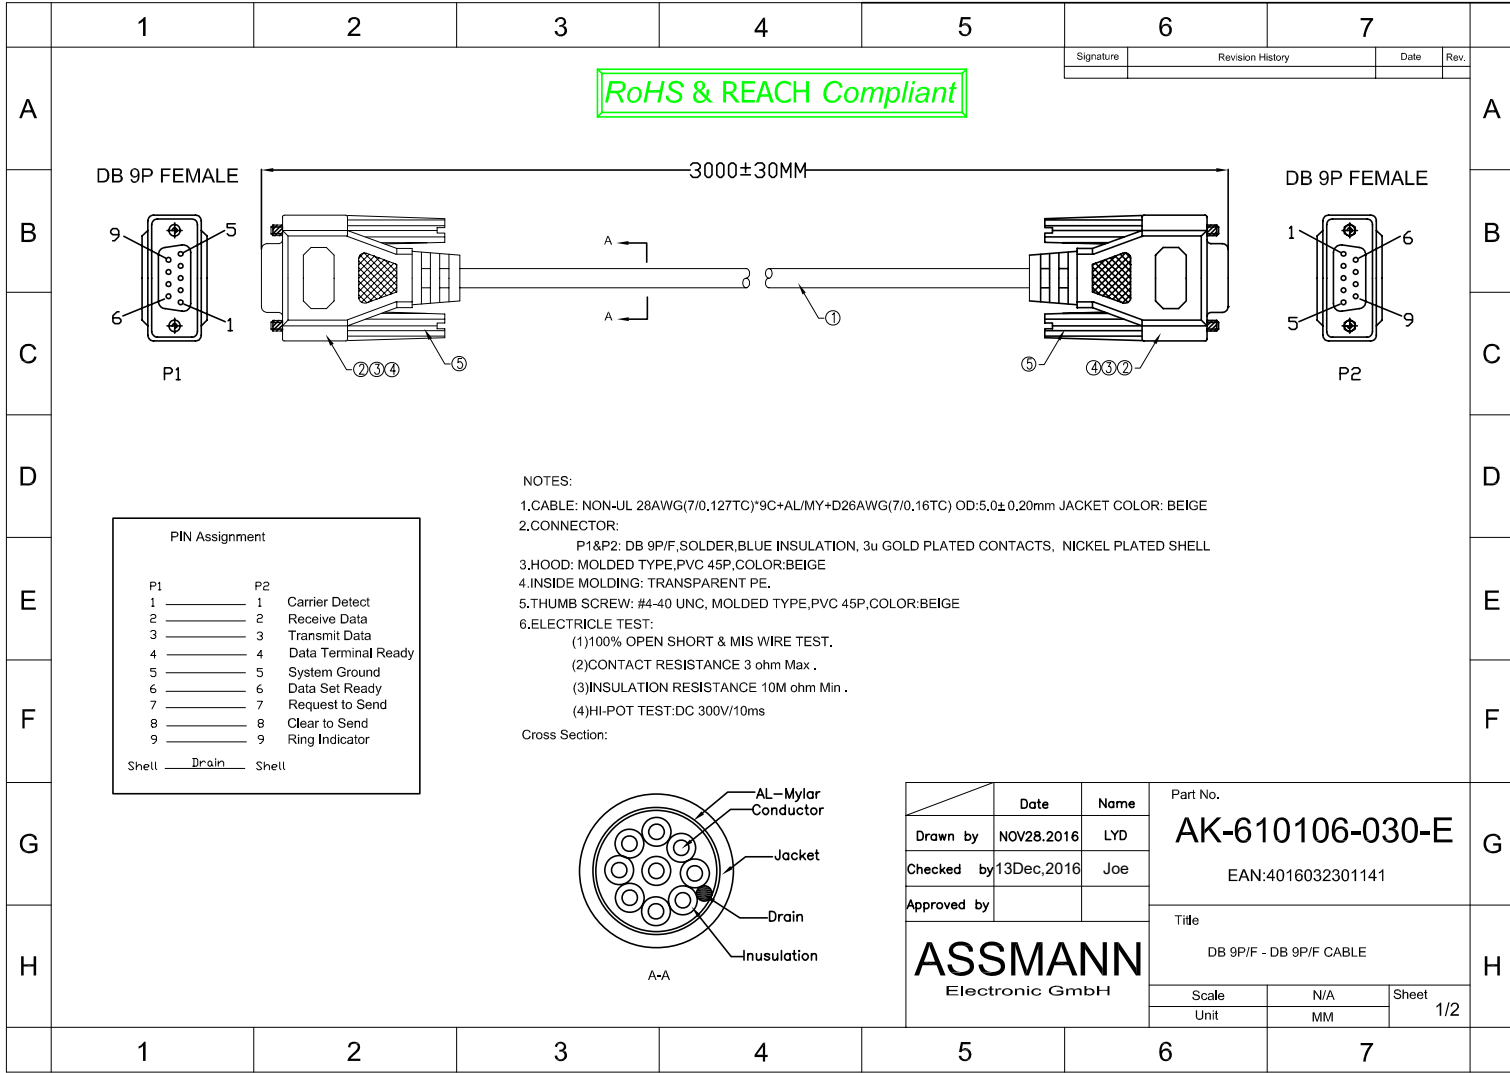 1 2 3 4 5 6 7
Signature Revision History Date Rev.
RoHS & REACH Compliant
A A
DB 9P FEMALE
3000±30MM
DB 9P FEMALE
B B
9 5
A
1 6
6 1
A
①
5 9
C C
P1
②③④ ⑤
⑤ ④③②
P2
D D
NOTES:
1.CABLE: NON-UL 28AWG(7/0.127TC)*9C+AL/MY+D26AWG(7/0.16TC) OD:5.0±0.20mm JACKET COLOR: BEIGE
2.CONNECTOR:
P1&P2: DB 9P/F,SOLDER,BLUE INSULATION, 3u GOLD PLATED CONTACTS, NICKEL PLATED SHELL
3.HOOD: MOLDED TYPE,PVC 45P,COLOR:BEIGE
4.INSIDE MOLDING: TRANSPARENT PE.
5.THUMB SCREW: #4-40 UNC, MOLDED TYPE,PVC 45P,COLOR:BEIGE
6.ELECTRICLE TEST:
(1)100% OPEN SHORT & MIS WIRE TEST.
(2)CONTACT RESISTANCE 3 ohm Max .
(3)INSULATION RESISTANCE 10M ohm Min .
(4)HI-POT TEST:DC 300V/10ms
Cross Section:
PIN Assignment
P1 P2
1 1 Carrier Detect
2 2 Receive Data
3 3 Transmit Data
4 4 Data Terminal Ready
5 5 System Ground
6 6 Data Set Ready
7 7 Request to Send
8 8 Clear to Send
9 9 Ring Indicator
Shell Drain Shell
E E
F F
AL-Mylar
Conductor
Jacket
Drain
Inusulation
A-A
G G
Date Name
Drawn by NOV28.2016 LYD
Checked by 13Dec,2016 Joe
Approved by
Part No.
AK-610106-030-E
EAN:4016032301141
H H
ASSMANN
Electronic GmbH
Title
DB 9P/F - DB 9P/F CABLE
Scale N/A Sheet
1/2
Unit MM
1 2 3 4 5 6 7